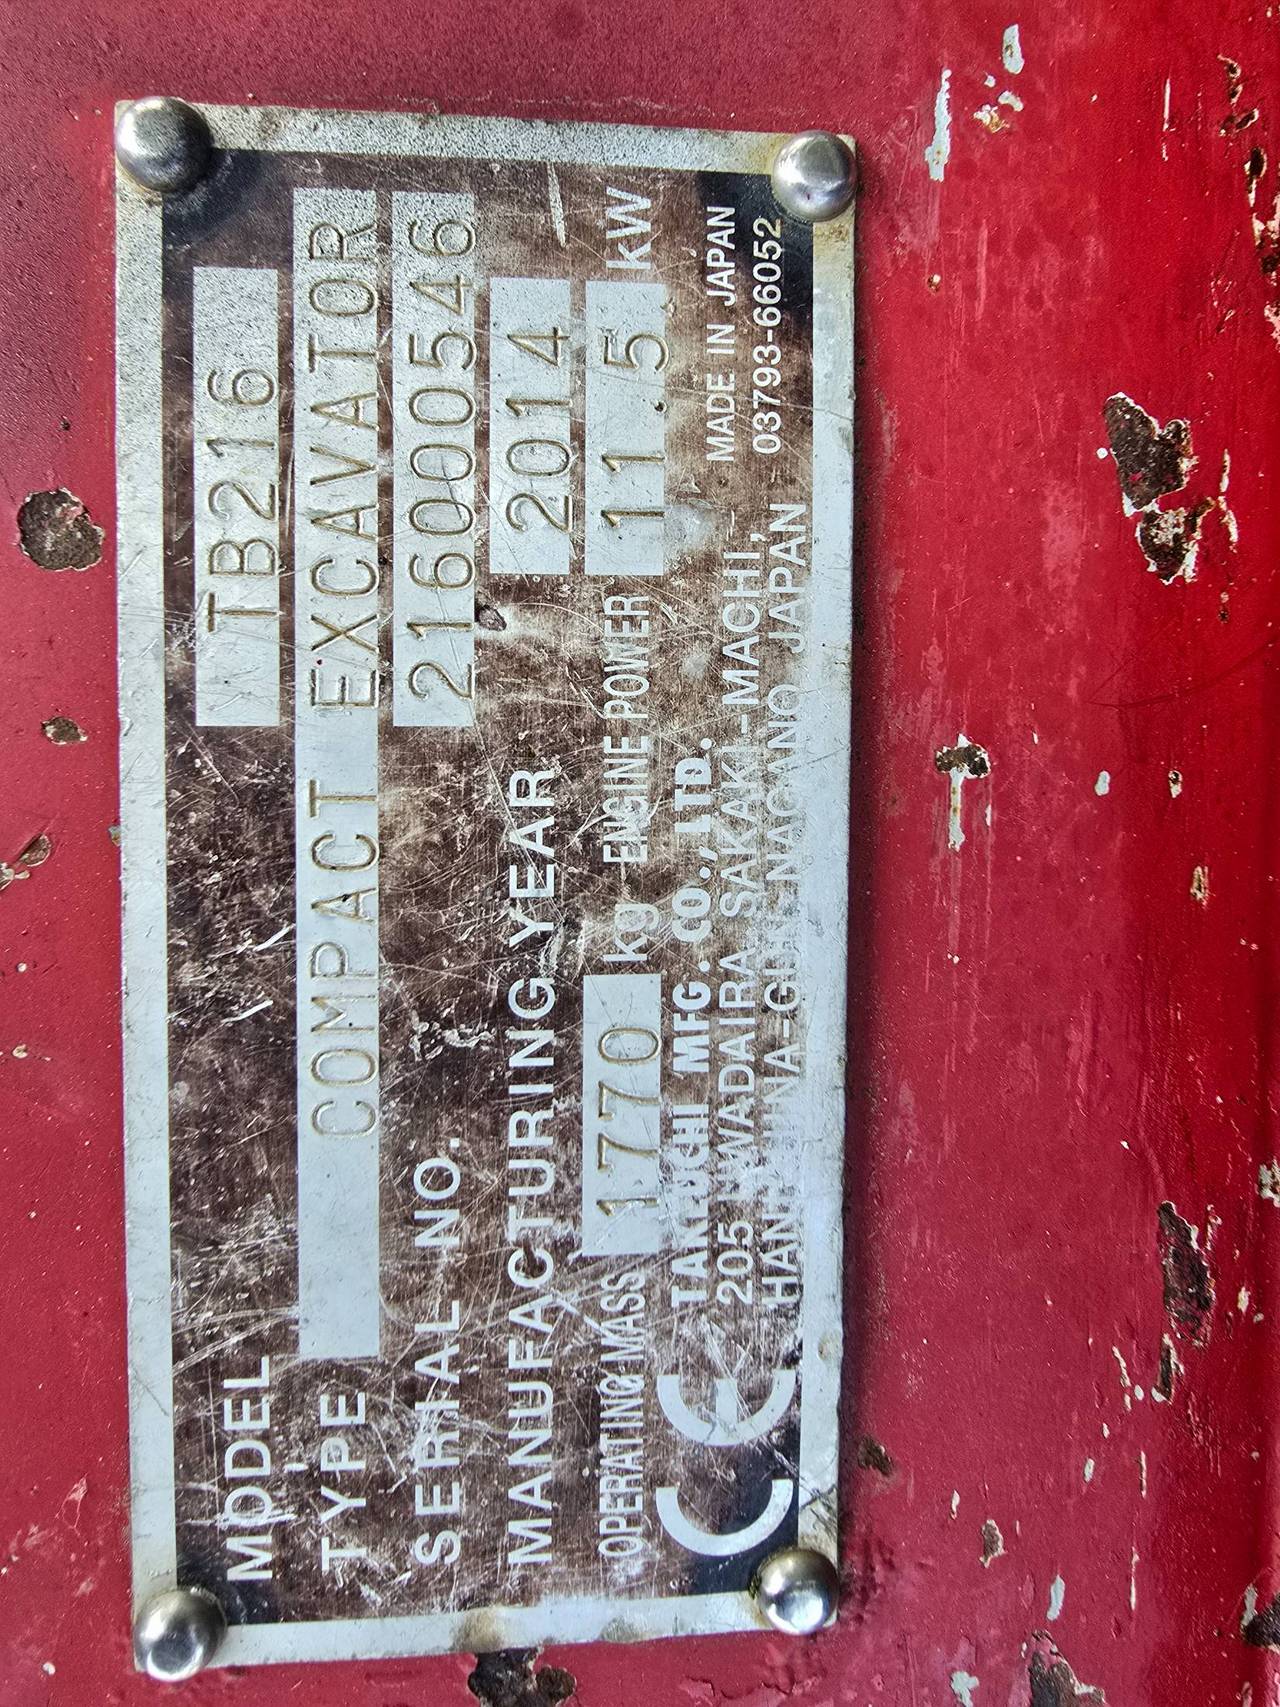 MODEL TB216
TYPE COMPACT EXCAVATOR
SERIAL NO. 216000546
MANUFACTURING YEAR 2014
OPERATING MASS 1770 kg ENGINE POWER 11.5 kW
CE TAKEUCHI MFG. CO., LTD. MADE IN JAPAN
205 UWADAIRA SAKAKI-MACHI, 03793-66052
HANISHINA-GUN NAGANO JAPAN